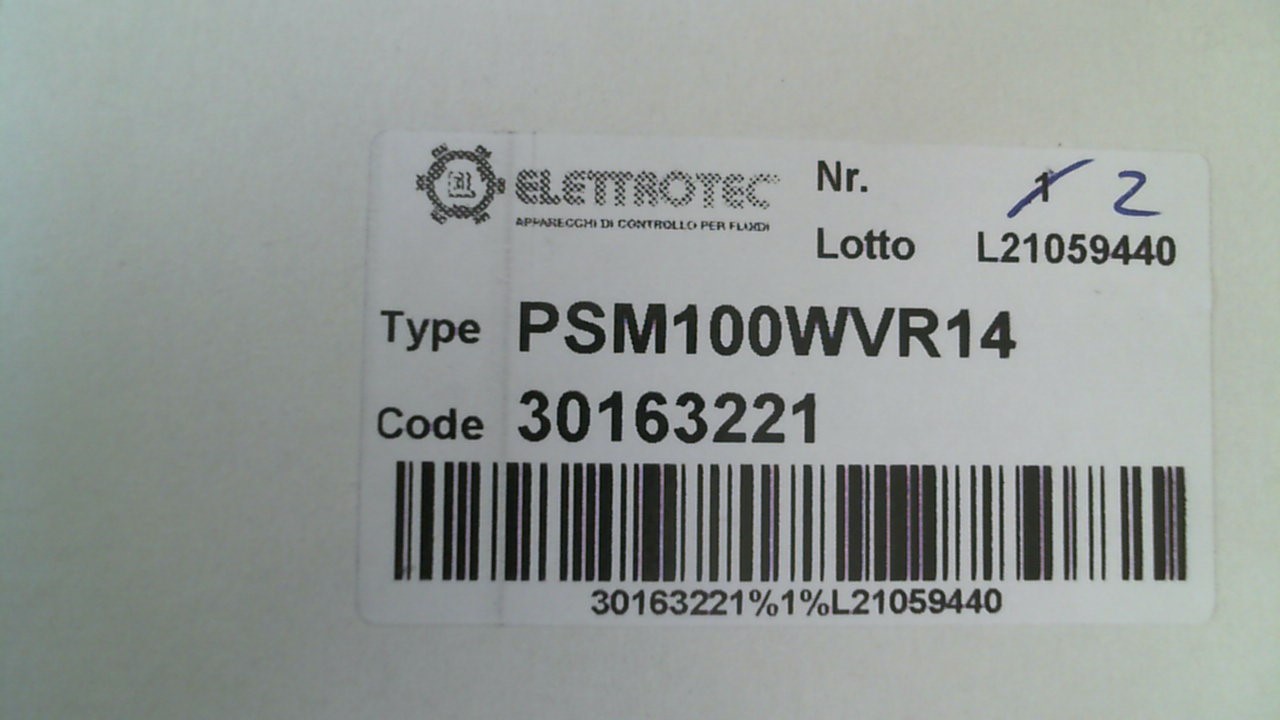 ELETTROTEC
APPARECCHI DI CONTROLLO PER FLUIDI
Nr. 1 2
Lotto L21059440
Type PSM100WVR14
Code 30163221
30163221%1%L21059440